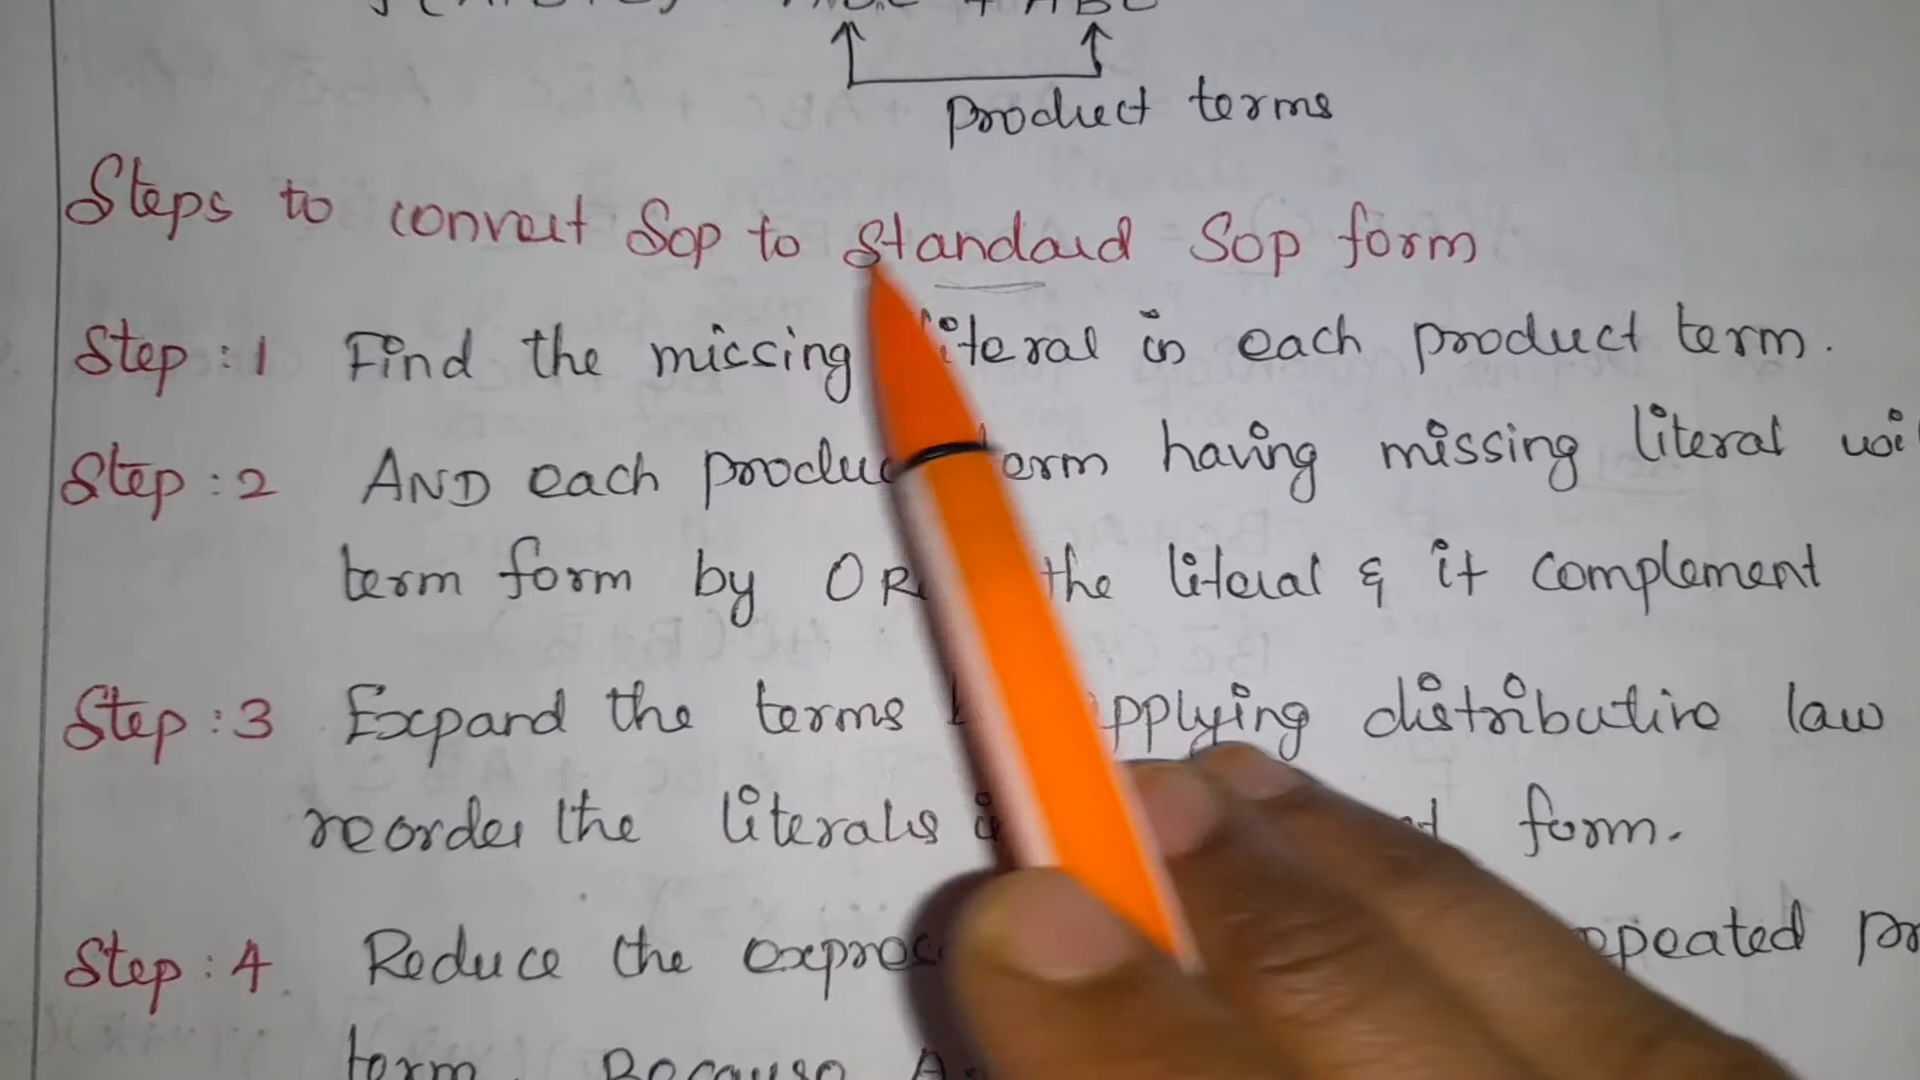 product terms
Steps to convert Sop to standard Sop form
Step:1 Find the missing literal in each product term.
Step:2 AND each product term having missing literal
term form by the literal & it complement
Step:3 Expand the terms applying distributive law
reorder the literals form.
Step:4 Reduce the
term. Because A